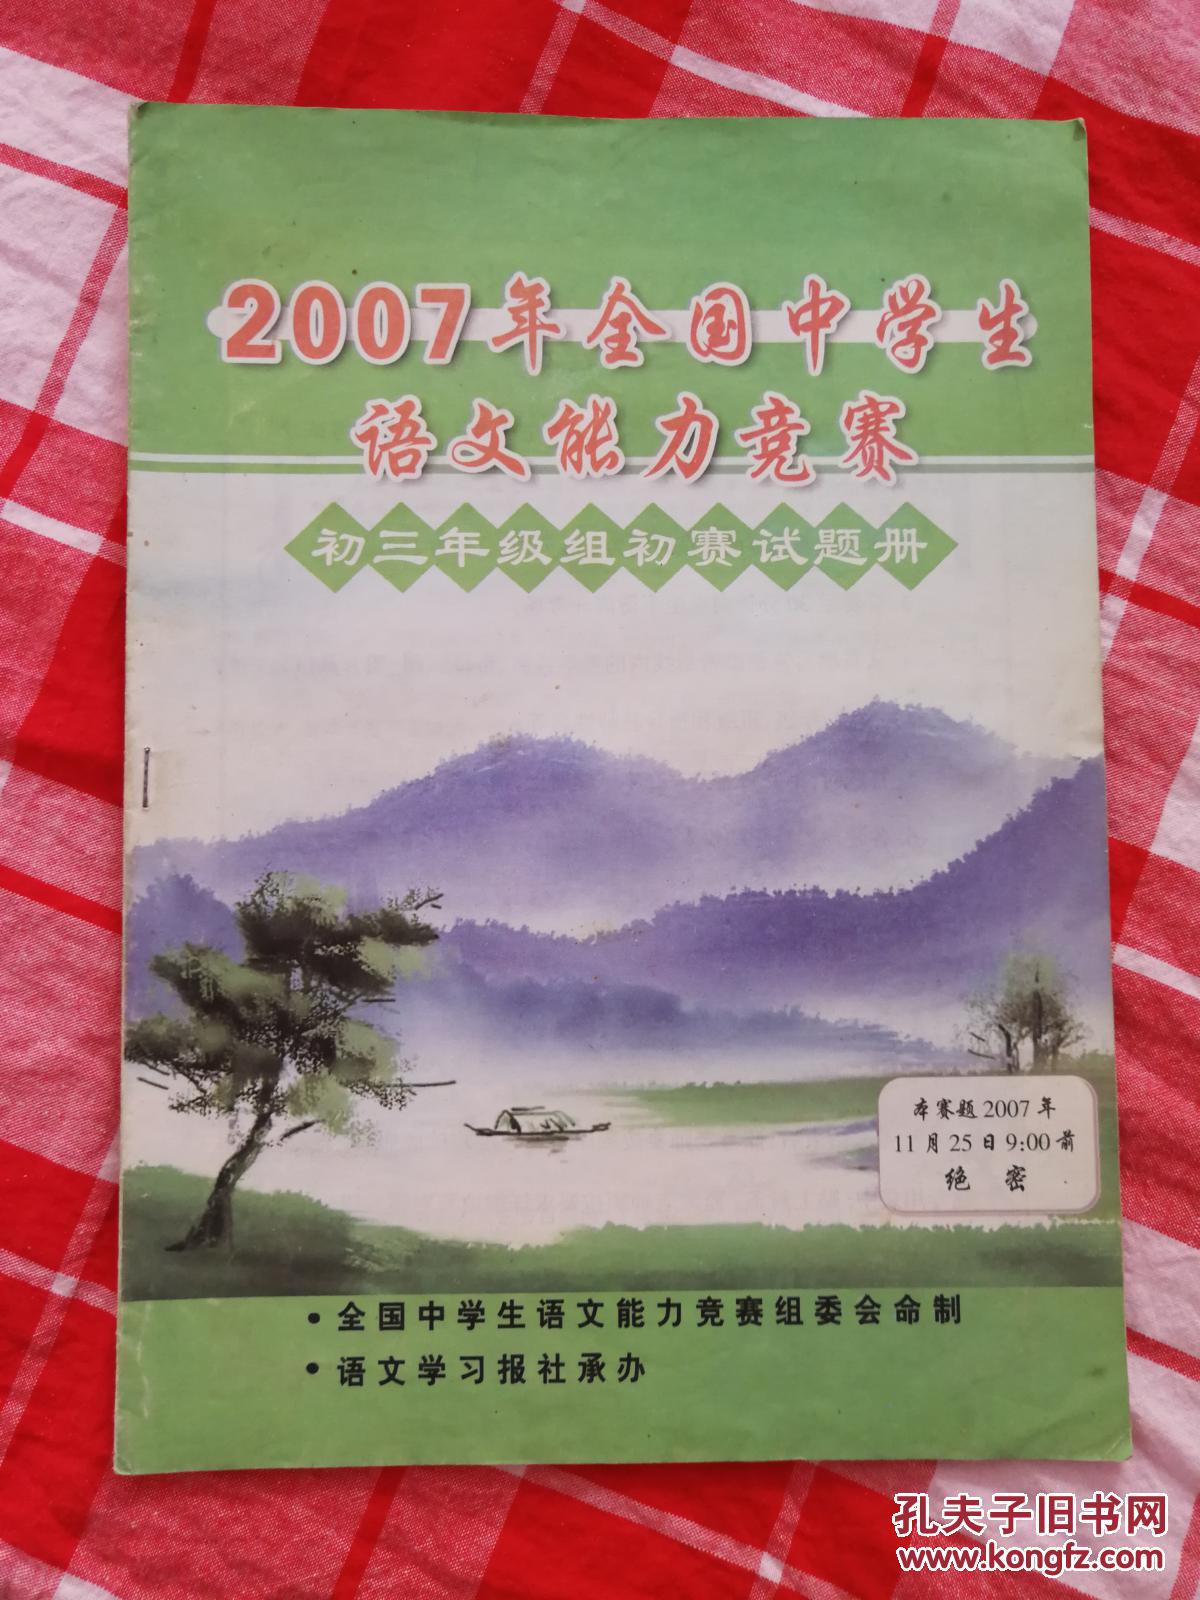 2007年全国中学生
语文能力竞赛
初三年级组初赛试题册
本赛题2007年
11月25日9:00前
绝密
•全国中学生语文能力竞赛组委会命制
•语文学习报社承办
孔夫子旧书网
www.kongfz.com